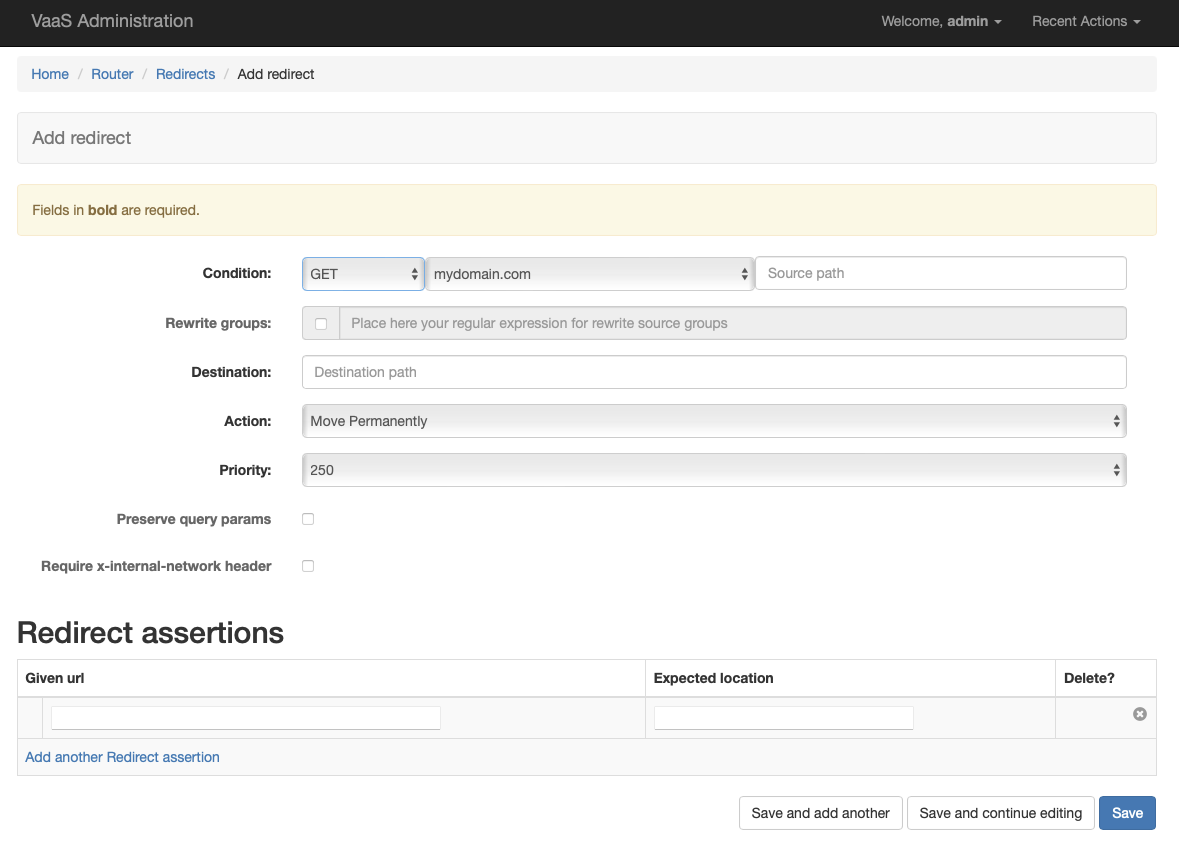 VaaS Administration Welcome, admin Recent Actions
Home / Router / Redirects / Add redirect
Add redirect
Fields in bold are required.
Condition: GET mydomain.com Source path
Rewrite groups: Place here your regular expression for rewrite source groups
Destination: Destination path
Action: Move Permanently
Priority: 250
Preserve query params
Require x-internal-network header
Redirect assertions
Given url Expected location Delete?
Add another Redirect assertion
Save and add another Save and continue editing Save